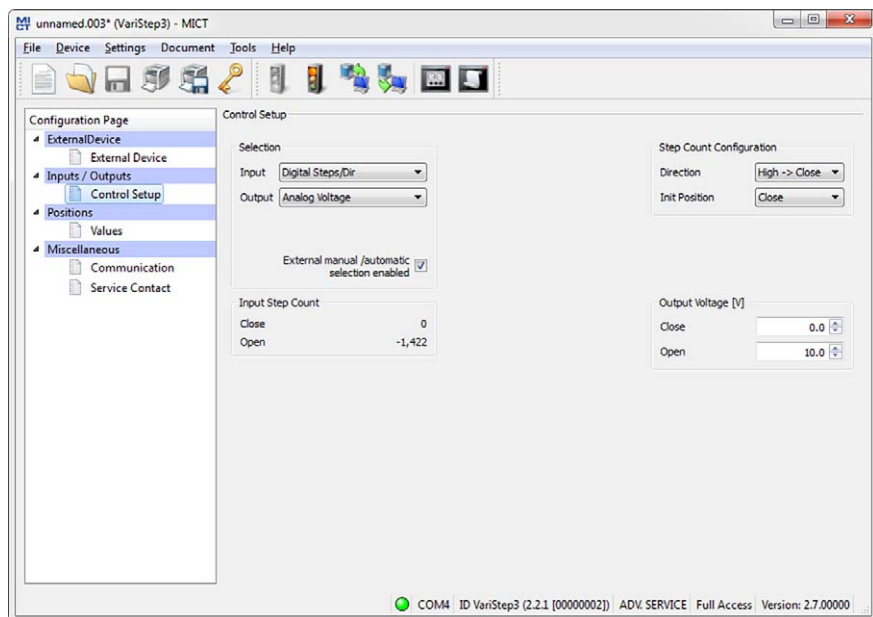 MICT unnamed.003* (VariStep3) - MICT
File Device Settings Document Tools Help
Configuration Page
ExternalDevice
External Device
Inputs / Outputs
Control Setup
Positions
Values
Miscellaneous
Communication
Service Contact
Control Setup
Selection
Input Digital Steps/Dir
Output Analog Voltage
External manual /automatic
selection enabled
Step Count Configuration
Direction High -> Close
Init Position Close
Input Step Count
Close 0
Open -1,422
Output Voltage [V]
Close 0.0
Open 10.0
COM4 ID VariStep3 (2.2.1 [00000002]) ADV. SERVICE Full Access Version: 2.7.00000